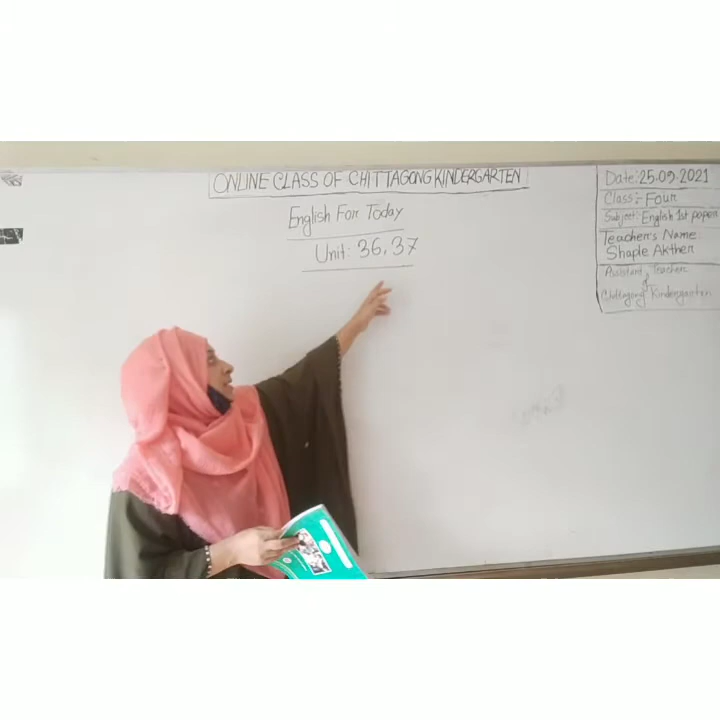 ONLINE CLASS OF CHITTAGONG KINDERGARTEN
English For Today
Unit: 36, 37
Date: 25.09.2021
Class:- Four
Subject: English 1st paper
Teacher's Name:
Shaple Akther
Assistant Teacher
of
Chittagong Kindergarten